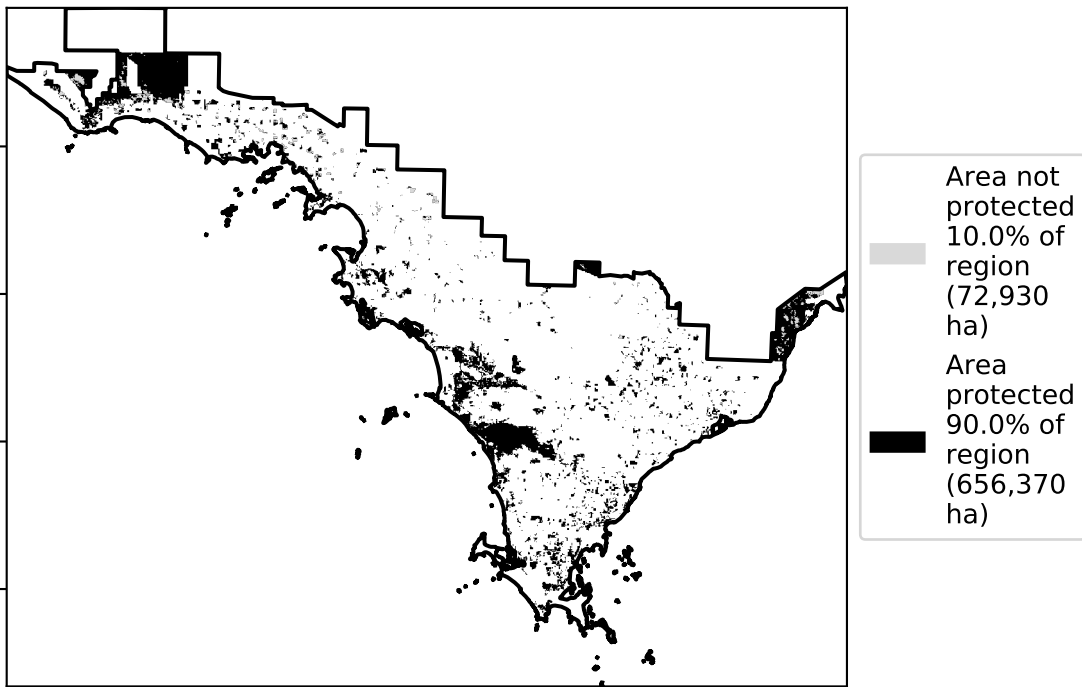 Area not
protected
10.0% of
region
(72,930
ha)
Area
protected
90.0% of
region
(656,370
ha)